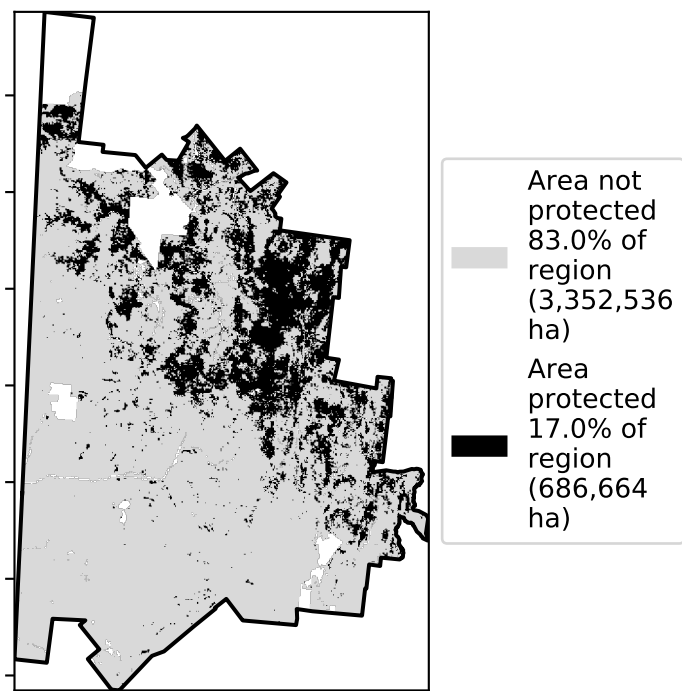 Area not
protected
83.0% of
region
(3,352,536
ha)
Area
protected
17.0% of
region
(686,664
ha)